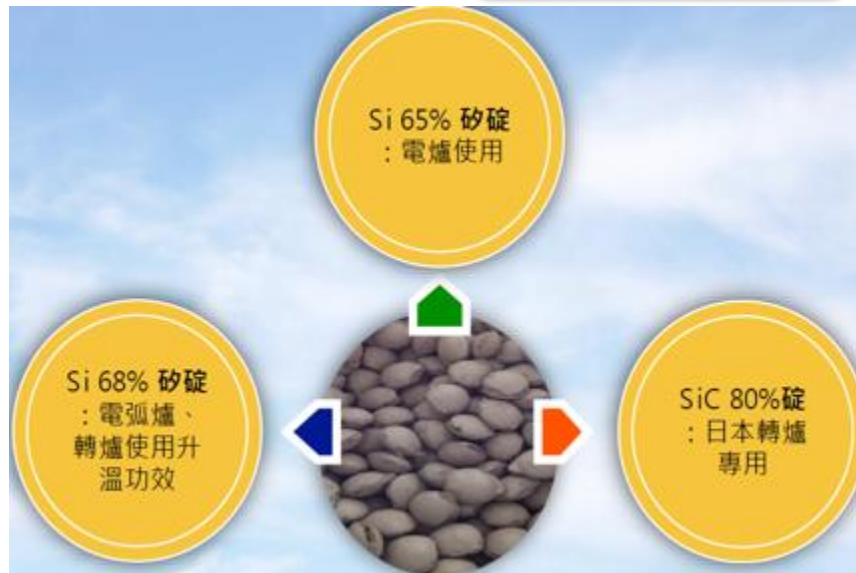 Si 65% 矽碇
：電爐使用
Si 68% 矽碇
：電弧爐、
轉爐使用升
溫功效
SiC 80%碇
：日本轉爐
專用